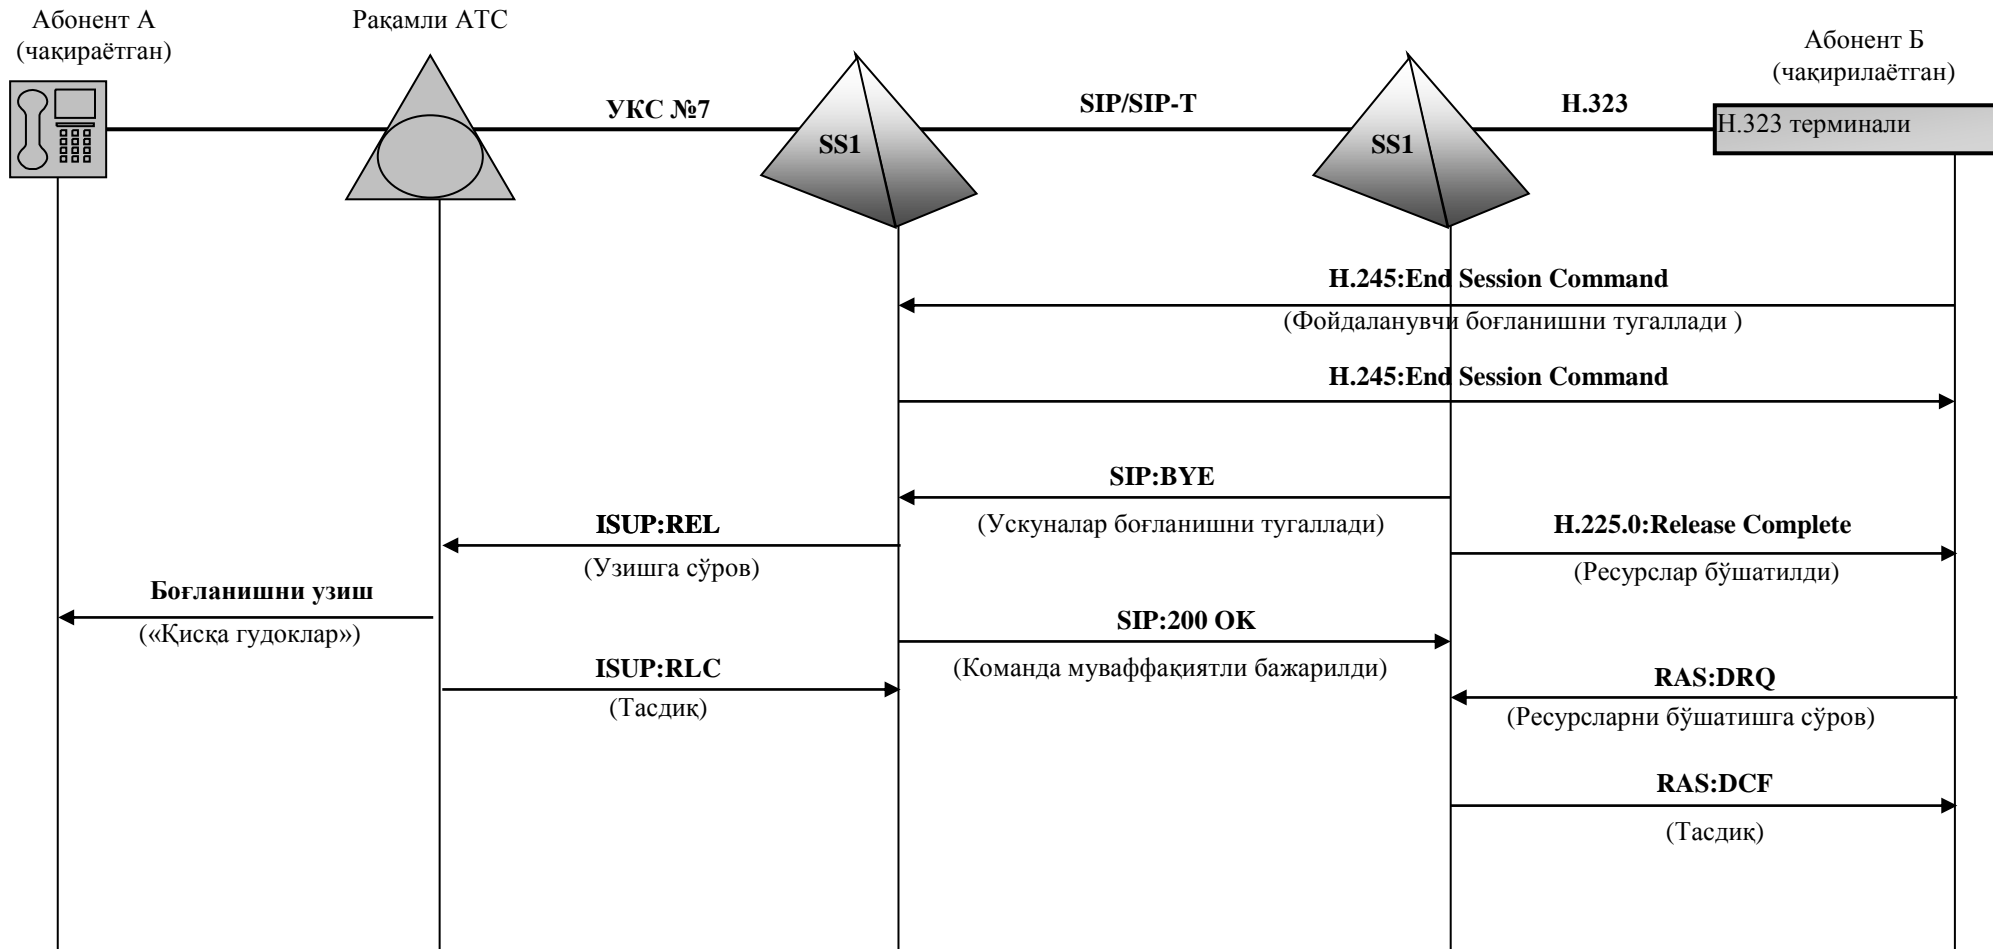 Абонент А
(чақираётган)
Рақамли АТС
Абонент Б
(чақирилаётган)
УКС №7
SIP/SIP-T
H.323
SS1
SS1
H.323 терминали
H.245:End Session Command
(Фойдаланувчи боғланишни тугаллади )
H.245:End Session Command
SIP:BYE
(Ускуналар боғланишни тугаллади)
ISUP:REL
(Узишга сўров)
H.225.0:Release Complete
(Ресурслар бўшатилди)
Боғланишни узиш
(«Қисқа гудоклар»)
SIP:200 OK
(Команда муваффақиятли бажарилди)
ISUP:RLC
(Тасдиқ)
RAS:DRQ
(Ресурсларни бўшатишга сўров)
RAS:DCF
(Тасдиқ)